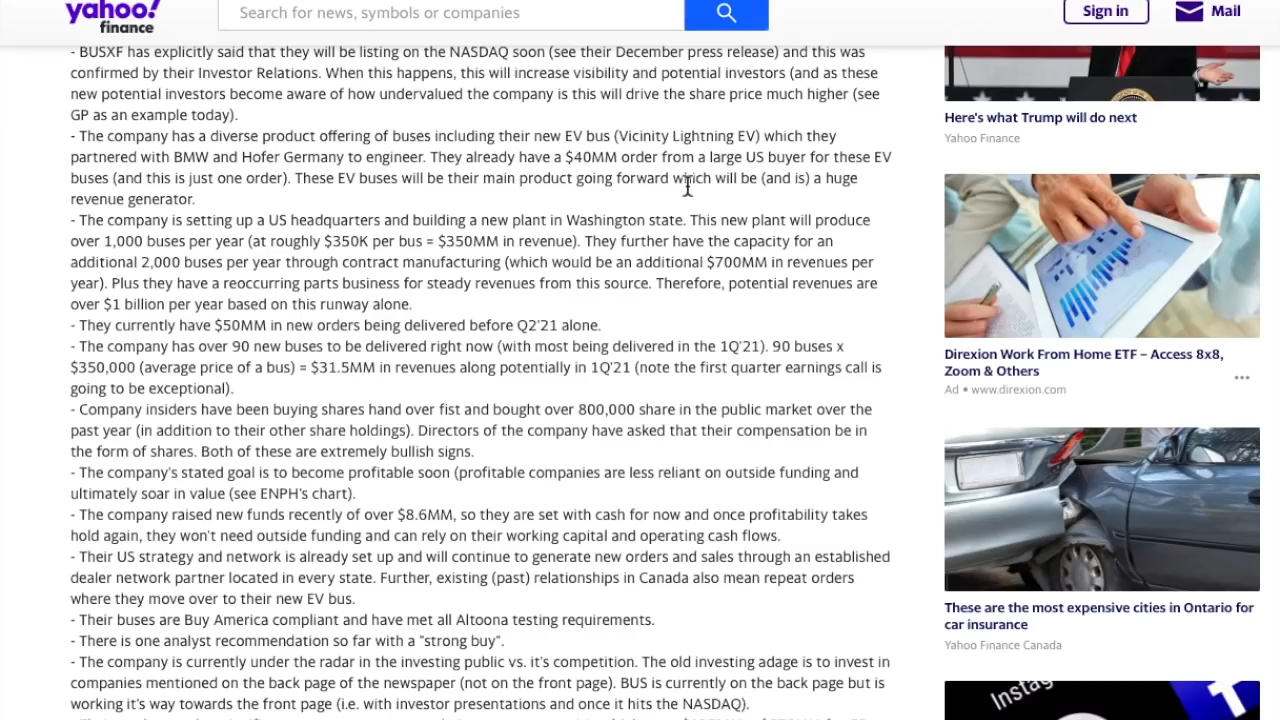 yahoo!
finance
Search for news, symbols or companies
Sign in
Mail
- BUSXF has explicitly said that they will be listing on the NASDAQ soon (see their December press release) and this was
confirmed by their Investor Relations. When this happens, this will increase visibility and potential investors (and as these
new potential investors become aware of how undervalued the company is this will drive the share price much higher (see
GP as an example today).
- The company has a diverse product offering of buses including their new EV bus (Vicinity Lightning EV) which they
partnered with BMW and Hofer Germany to engineer. They already have a $40MM order from a large US buyer for these EV
buses (and this is just one order). These EV buses will be their main product going forward which will be (and is) a huge
revenue generator.
- The company is setting up a US headquarters and building a new plant in Washington state. This new plant will produce
over 1,000 buses per year (at roughly $350K per bus = $350MM in revenue). They further have the capacity for an
additional 2,000 buses per year through contract manufacturing (which would be an additional $700MM in revenues per
year). Plus they have a reoccurring parts business for steady revenues from this source. Therefore, potential revenues are
over $1 billion per year based on this runway alone.
- They currently have $50MM in new orders being delivered before Q2'21 alone.
- The company has over 90 new buses to be delivered right now (with most being delivered in the 1Q'21). 90 buses x
$350,000 (average price of a bus) = $31.5MM in revenues along potentially in 1Q'21 (note the first quarter earnings call is
going to be exceptional).
- Company insiders have been buying shares hand over fist and bought over 800,000 share in the public market over the
past year (in addition to their other share holdings). Directors of the company have asked that their compensation be in
the form of shares. Both of these are extremely bullish signs.
- The company's stated goal is to become profitable soon (profitable companies are less reliant on outside funding and
ultimately soar in value (see ENPH's chart).
- The company raised new funds recently of over $8.6MM, so they are set with cash for now and once profitability takes
hold again, they won't need outside funding and can rely on their working capital and operating cash flows.
- Their US strategy and network is already set up and will continue to generate new orders and sales through an established
dealer network partner located in every state. Further, existing (past) relationships in Canada also mean repeat orders
where they move over to their new EV bus.
- Their buses are Buy America compliant and have met all Altoona testing requirements.
- There is one analyst recommendation so far with a "strong buy".
- The company is currently under the radar in the investing public vs. it's competition. The old investing adage is to invest in
companies mentioned on the back page of the newspaper (not on the front page). BUS is currently on the back page but is
working it's way towards the front page (i.e. with investor presentations and once it hits the NASDAQ).
Here's what Trump will do next
Yahoo Finance
Direxion Work From Home ETF – Access 8x8,
Zoom & Others
Ad • www.direxion.com
These are the most expensive cities in Ontario for
car insurance
Yahoo Finance Canada